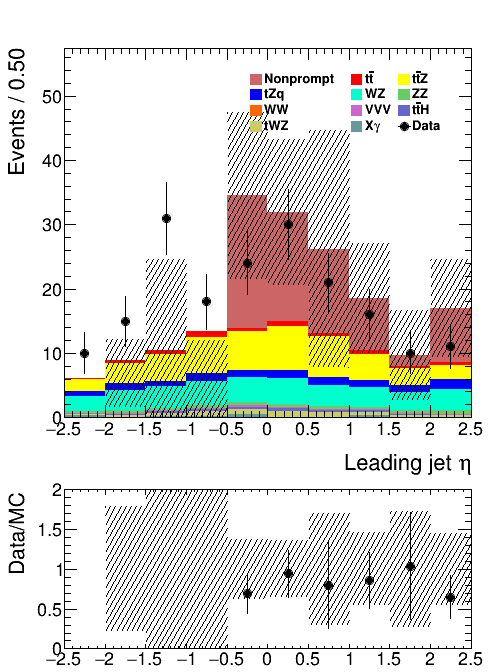 Events / 0.50
50
40
30
20
10
0
Nonprompt tt̄ tt̄Z
tZq WZ ZZ
WW VVV tt̄H
tWZ Xγ Data
−2.5 −2 −1.5 −1 −0.5 0 0.5 1 1.5 2 2.5
Leading jet η
Data/MC
2
1.5
1
0.5
0
−2.5 −2 −1.5 −1 −0.5 0 0.5 1 1.5 2 2.5